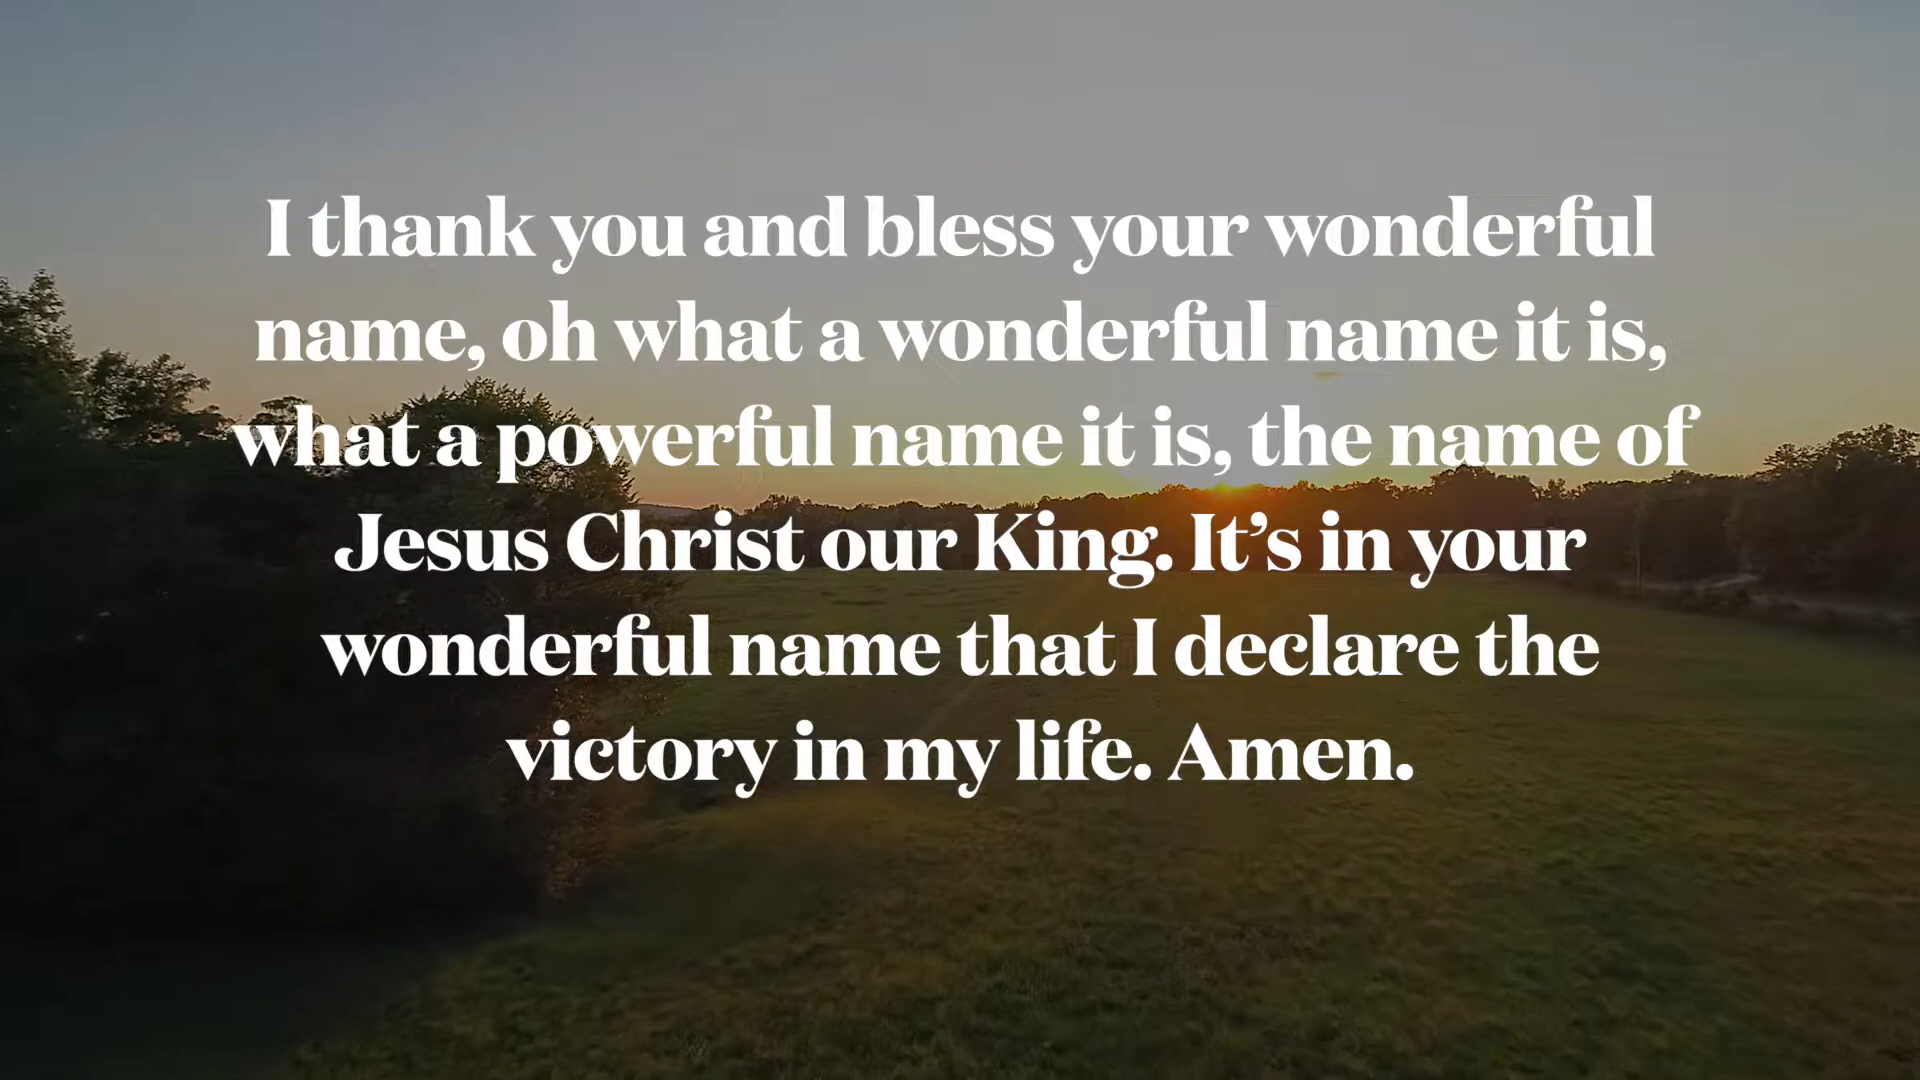 I thank you and bless your wonderful
name, oh what a wonderful name it is,
what a powerful name it is, the name of
Jesus Christ our King. It’s in your
wonderful name that I declare the
victory in my life. Amen.